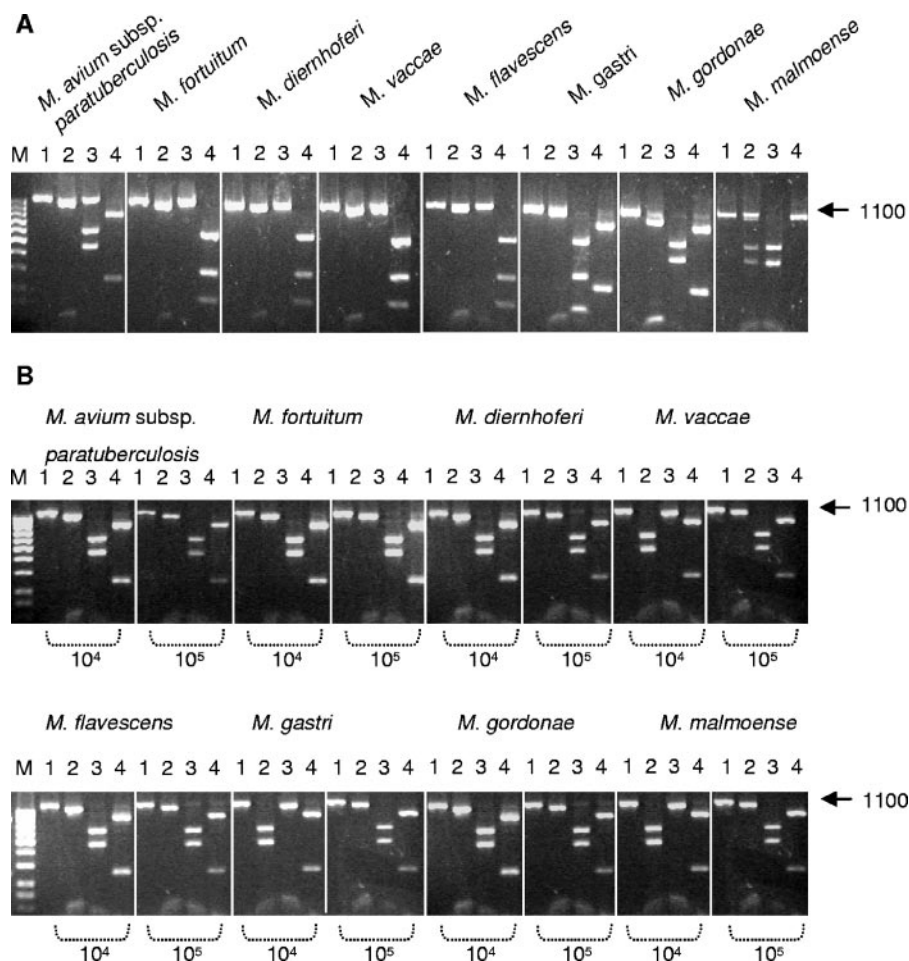 A
M. avium subsp.
paratuberculosis
M. fortuitum
M. diernhoferi
M. vaccae
M. flavescens
M. gastri
M. gordonae
M. malmoense
M 1 2 3 4 1 2 3 4 1 2 3 4 1 2 3 4 1 2 3 4 1 2 3 4 1 2 3 4 1 2 3 4
1100
B
M. avium subsp. M. fortuitum M. diernhoferi M. vaccae
paratuberculosis
M 1 2 3 4 1 2 3 4 1 2 3 4 1 2 3 4 1 2 3 4 1 2 3 4 1 2 3 4 1 2 3 4
1100
10⁴ 10⁵ 10⁴ 10⁵ 10⁴ 10⁵ 10⁴ 10⁵
M. flavescens M. gastri M. gordonae M. malmoense
M 1 2 3 4 1 2 3 4 1 2 3 4 1 2 3 4 1 2 3 4 1 2 3 4 1 2 3 4 1 2 3 4
1100
10⁴ 10⁵ 10⁴ 10⁵ 10⁴ 10⁵ 10⁴ 10⁵